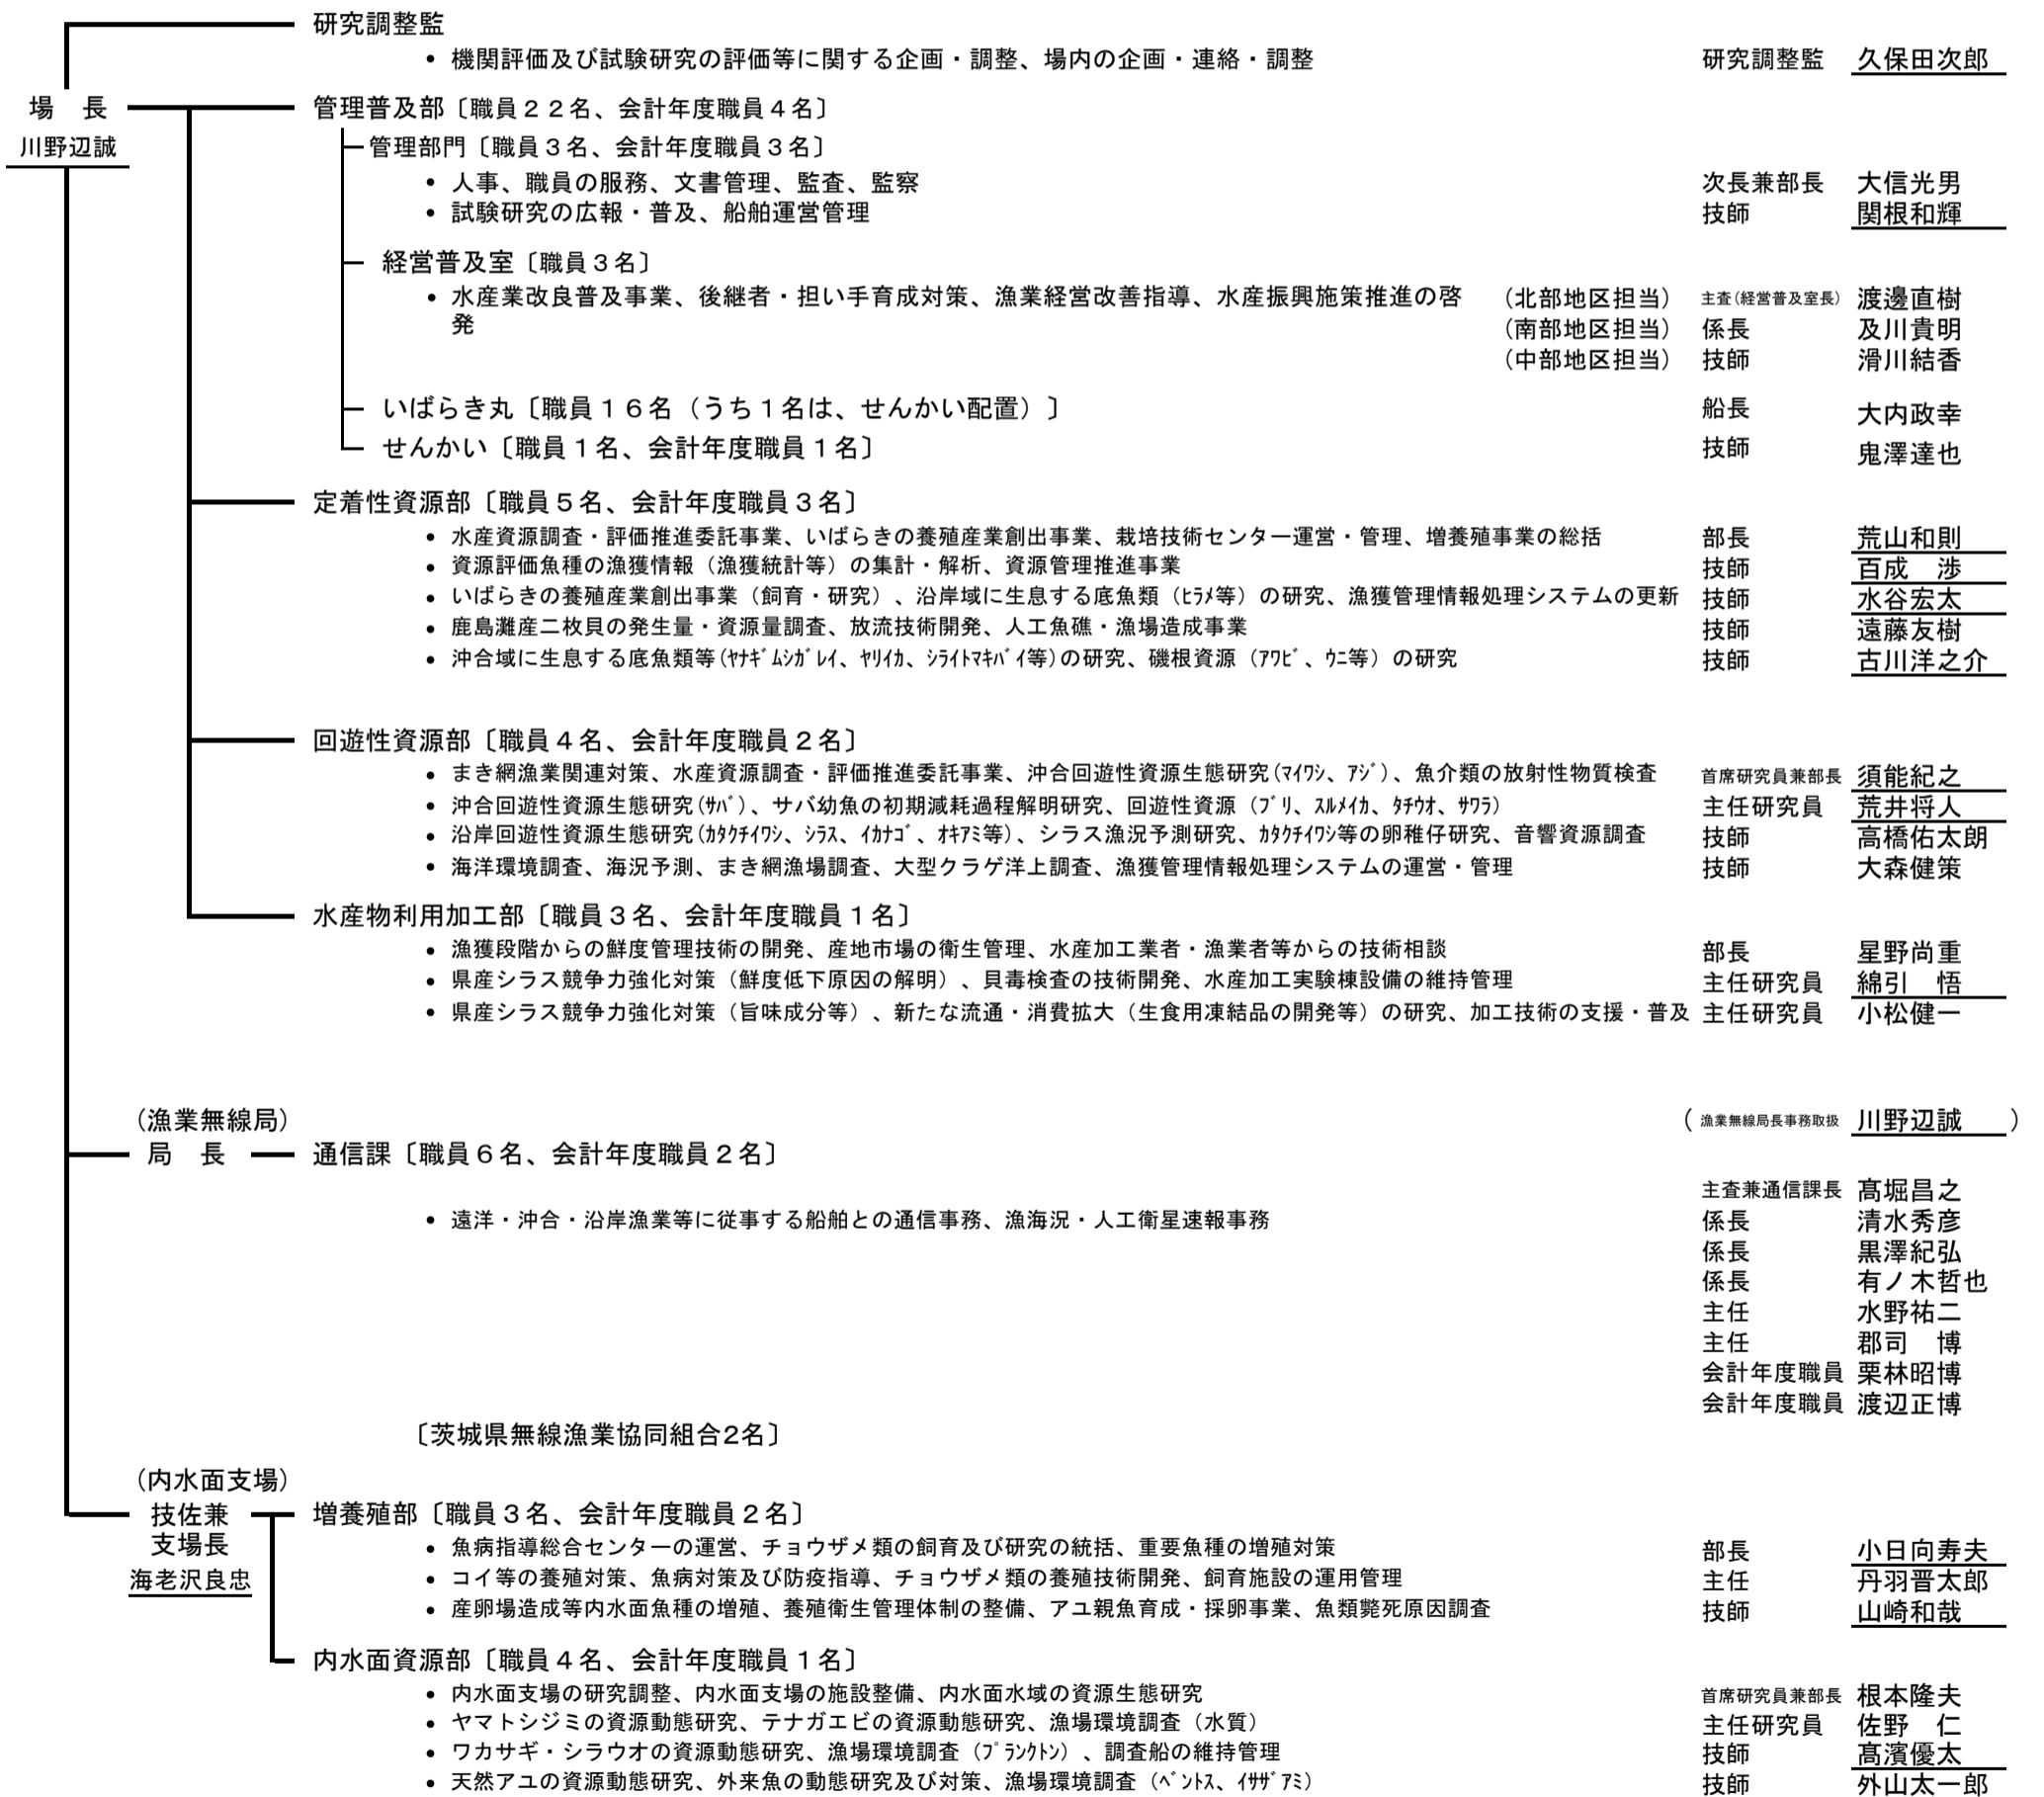 研究調整監
・ 機関評価及び試験研究の評価等に関する企画・調整、場内の企画・連絡・調整 研究調整監 久保田次郎
場　長 管理普及部〔職員２２名、会計年度職員４名〕
川野辺誠 管理部門〔職員３名、会計年度職員３名〕
・ 人事、職員の服務、文書管理、監査、監察 次長兼部長 大信光男
・ 試験研究の広報・普及、船舶運営管理 技師 関根和輝
経営普及室〔職員３名〕
・ 水産業改良普及事業、後継者・担い手育成対策、漁業経営改善指導、水産振興施策推進の啓 （北部地区担当） 主査（経営普及室長） 渡邊直樹
発 （南部地区担当） 係長 及川貴明
（中部地区担当） 技師 滑川結香
いばらき丸〔職員１６名（うち１名は、せんかい配置）〕 船長 大内政幸
せんかい〔職員１名、会計年度職員１名〕 技師 鬼澤達也
定着性資源部〔職員５名、会計年度職員３名〕
・ 水産資源調査・評価推進委託事業、いばらきの養殖産業創出事業、栽培技術センター運営・管理、増養殖事業の総括 部長 荒山和則
・ 資源評価魚種の漁獲情報（漁獲統計等）の集計・解析、資源管理推進事業 技師 百成　渉
・ いばらきの養殖産業創出事業（飼育・研究）、沿岸域に生息する底魚類（ﾋﾗﾒ等）の研究、漁獲管理情報処理システムの更新 技師 水谷宏太
・ 鹿島灘産二枚貝の発生量・資源量調査、放流技術開発、人工魚礁・漁場造成事業 技師 遠藤友樹
・ 沖合域に生息する底魚類等(ﾔﾅｷﾞﾑｼｶﾞﾚｲ、ﾔﾘｲｶ、ｼﾗｲﾄﾏｷﾊﾞｲ等)の研究、磯根資源（ｱﾜﾋﾞ、ｳﾆ等）の研究 技師 古川洋之介
回遊性資源部〔職員４名、会計年度職員２名〕
・ まき網漁業関連対策、水産資源調査・評価推進委託事業、沖合回遊性資源生態研究(ﾏｲﾜｼ、ｱｼﾞ)、魚介類の放射性物質検査 首席研究員兼部長 須能紀之
・ 沖合回遊性資源生態研究(ｻﾊﾞ)、サバ幼魚の初期減耗過程解明研究、回遊性資源（ﾌﾞﾘ、ｽﾙﾒｲｶ、ﾀﾁｳｵ、ｻﾜﾗ） 主任研究員 荒井将人
・ 沿岸回遊性資源生態研究(ｶﾀｸﾁｲﾜｼ、ｼﾗｽ、ｲｶﾅｺﾞ、ｵｷｱﾐ等)、シラス漁況予測研究、ｶﾀｸﾁｲﾜｼ等の卵稚仔研究、音響資源調査 技師 高橋佑太朗
・ 海洋環境調査、海況予測、まき網漁場調査、大型クラゲ洋上調査、漁獲管理情報処理システムの運営・管理 技師 大森健策
水産物利用加工部〔職員３名、会計年度職員１名〕
・ 漁獲段階からの鮮度管理技術の開発、産地市場の衛生管理、水産加工業者・漁業者等からの技術相談 部長 星野尚重
・ 県産シラス競争力強化対策（鮮度低下原因の解明）、貝毒検査の技術開発、水産加工実験棟設備の維持管理 主任研究員 綿引　悟
・ 県産シラス競争力強化対策（旨味成分等）、新たな流通・消費拡大（生食用凍結品の開発等）の研究、加工技術の支援・普及 主任研究員 小松健一
（漁業無線局） （ 漁業無線局長事務取扱 川野辺誠 ）
局　長 通信課〔職員６名、会計年度職員２名〕
主査兼通信課長 髙堀昌之
・ 遠洋・沖合・沿岸漁業等に従事する船舶との通信事務、漁海況・人工衛星速報事務 係長 清水秀彦
係長 黒澤紀弘
係長 有ノ木哲也
主任 水野祐二
主任 郡司　博
会計年度職員 栗林昭博
会計年度職員 渡辺正博
〔茨城県無線漁業協同組合2名〕
（内水面支場）
技佐兼 増養殖部〔職員３名、会計年度職員２名〕
支場長 ・ 魚病指導総合センターの運営、チョウザメ類の飼育及び研究の統括、重要魚種の増殖対策 部長 小日向寿夫
海老沢良忠 ・ コイ等の養殖対策、魚病対策及び防疫指導、チョウザメ類の養殖技術開発、飼育施設の運用管理 主任 丹羽晋太郎
・ 産卵場造成等内水面魚種の増殖、養殖衛生管理体制の整備、アユ親魚育成・採卵事業、魚類斃死原因調査 技師 山崎和哉
内水面資源部〔職員４名、会計年度職員１名〕
・ 内水面支場の研究調整、内水面支場の施設整備、内水面水域の資源生態研究 首席研究員兼部長 根本隆夫
・ ヤマトシジミの資源動態研究、テナガエビの資源動態研究、漁場環境調査（水質） 主任研究員 佐野　仁
・ ワカサギ・シラウオの資源動態研究、漁場環境調査（ﾌﾟﾗﾝｸﾄﾝ）、調査船の維持管理 技師 髙濱優太
・ 天然アユの資源動態研究、外来魚の動態研究及び対策、漁場環境調査（ﾍﾞﾝﾄｽ、ｲｻｻﾞｱﾐ） 技師 外山太一郎